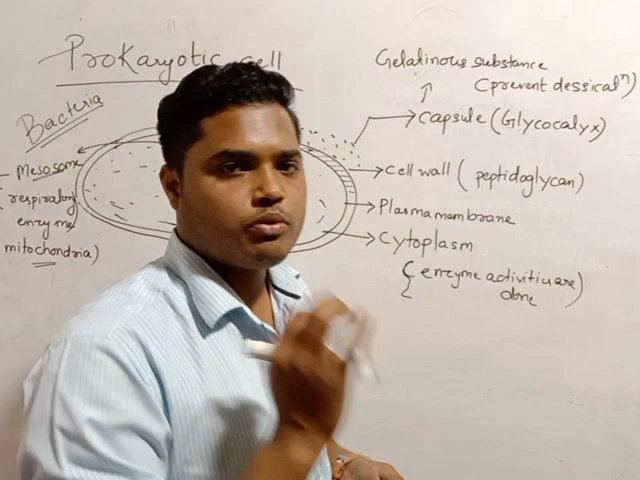 Prokaryotic cell
Bacteria
Mesosome
(respiratory
enzyme
mitochondria)
Gelatinous substance
(prevent dessicatⁿ)
Capsule (Glycocalyx)
Cell wall (peptidoglycan)
Plasma membrane
Cytoplasm
(enzyme activities are)
done